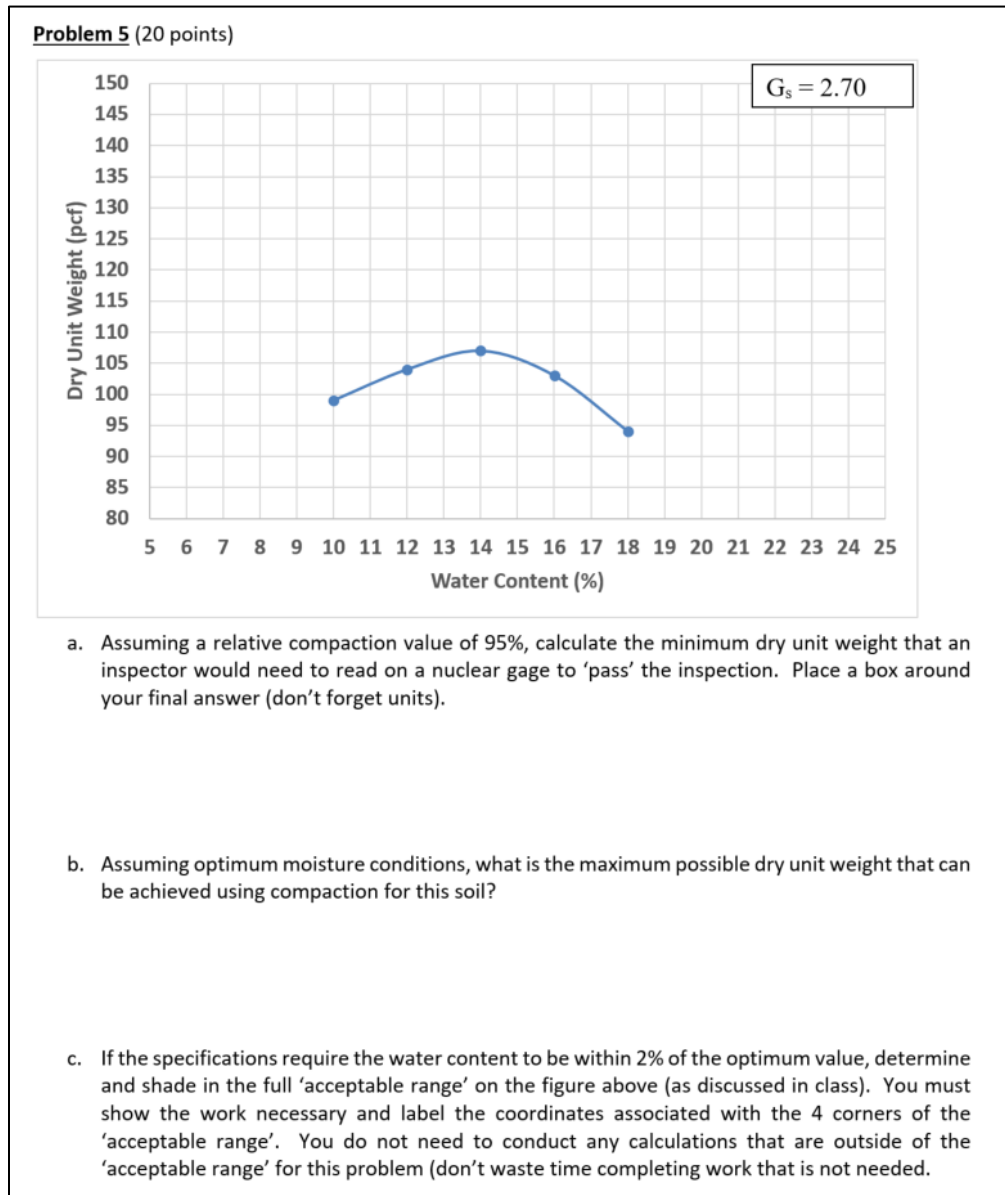 Problem 5 (20 points)
Gₛ = 2.70
150
145
140
135
130
125
120
115
110
105
100
95
90
85
80
Dry Unit Weight (pcf)
5 6 7 8 9 10 11 12 13 14 15 16 17 18 19 20 21 22 23 24 25
Water Content (%)
a. Assuming a relative compaction value of 95%, calculate the minimum dry unit weight that an
inspector would need to read on a nuclear gage to ‘pass’ the inspection. Place a box around
your final answer (don’t forget units).
b. Assuming optimum moisture conditions, what is the maximum possible dry unit weight that can
be achieved using compaction for this soil?
c. If the specifications require the water content to be within 2% of the optimum value, determine
and shade in the full ‘acceptable range’ on the figure above (as discussed in class). You must
show the work necessary and label the coordinates associated with the 4 corners of the
‘acceptable range’. You do not need to conduct any calculations that are outside of the
‘acceptable range’ for this problem (don’t waste time completing work that is not needed.